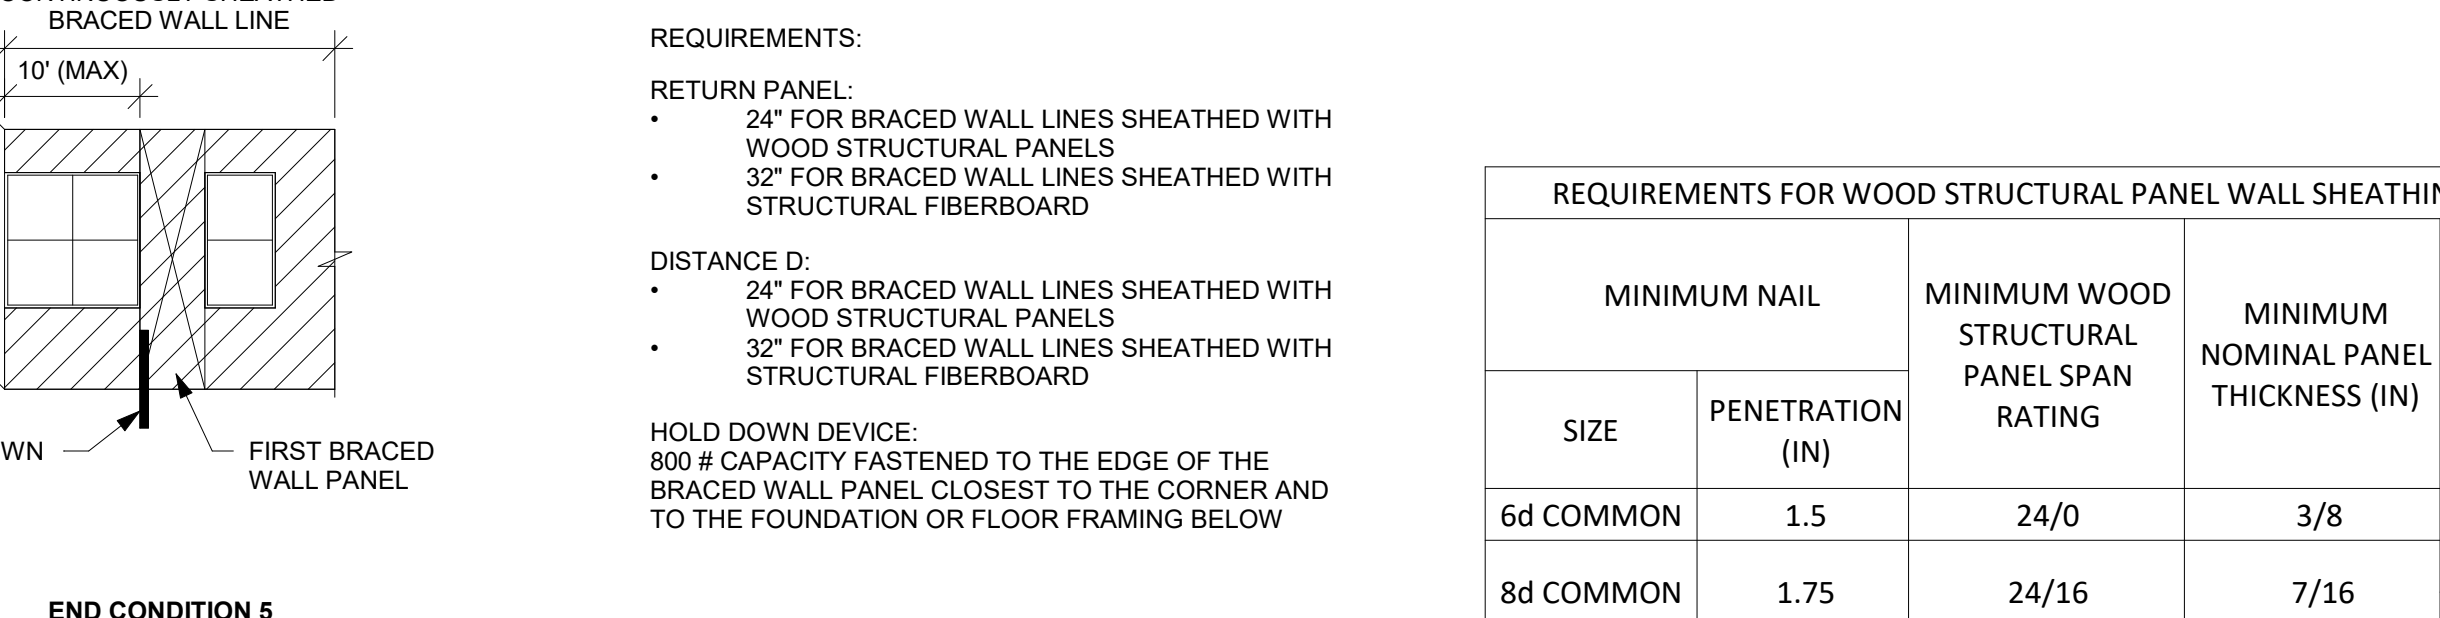 BRACED WALL LINE
10' (MAX)
WN
FIRST BRACED
WALL PANEL
END CONDITION 5
REQUIREMENTS:
RETURN PANEL:
• 24" FOR BRACED WALL LINES SHEATHED WITH
WOOD STRUCTURAL PANELS
• 32" FOR BRACED WALL LINES SHEATHED WITH
STRUCTURAL FIBERBOARD
DISTANCE D:
• 24" FOR BRACED WALL LINES SHEATHED WITH
WOOD STRUCTURAL PANELS
• 32" FOR BRACED WALL LINES SHEATHED WITH
STRUCTURAL FIBERBOARD
HOLD DOWN DEVICE:
800 # CAPACITY FASTENED TO THE EDGE OF THE
BRACED WALL PANEL CLOSEST TO THE CORNER AND
TO THE FOUNDATION OR FLOOR FRAMING BELOW
REQUIREMENTS FOR WOOD STRUCTURAL PANEL WALL SHEATHIN
MINIMUM NAIL
MINIMUM WOOD
STRUCTURAL
PANEL SPAN
RATING
MINIMUM
NOMINAL PANEL
THICKNESS (IN)
SIZE
PENETRATION
(IN)
6d COMMON 1.5 24/0 3/8
8d COMMON 1.75 24/16 7/16